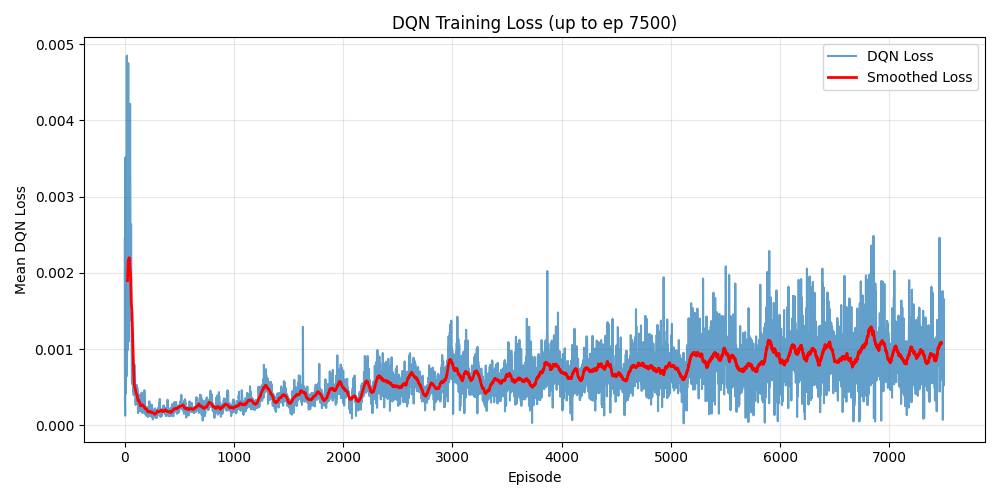 DQN Training Loss (up to ep 7500)
DQN Loss
Smoothed Loss
Mean DQN Loss
0.005
0.004
0.003
0.002
0.001
0.000
0 1000 2000 3000 4000 5000 6000 7000
Episode